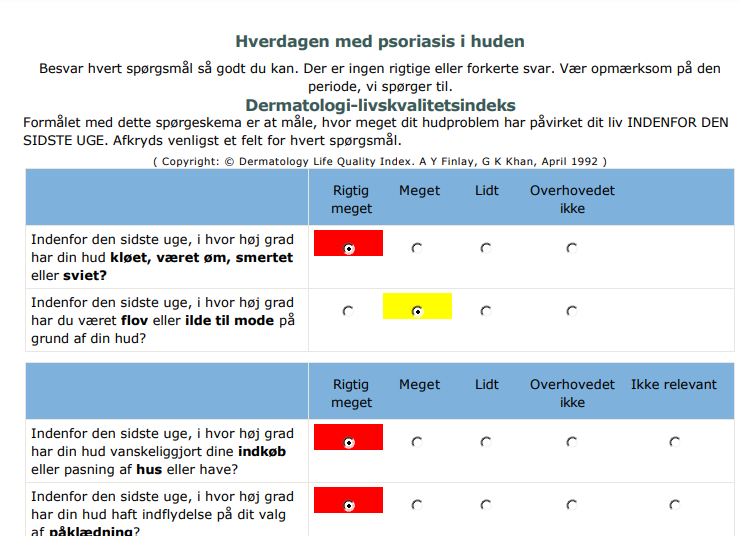 Hverdagen med psoriasis i huden
Besvar hvert spørgsmål så godt du kan. Der er ingen rigtige eller forkerte svar. Vær opmærksom på den
periode, vi spørger til.
Dermatologi-livskvalitetsindeks
Formålet med dette spørgeskema er at måle, hvor meget dit hudproblem har påvirket dit liv INDENFOR DEN
SIDSTE UGE. Afkryds venligst et felt for hvert spørgsmål.
( Copyright: © Dermatology Life Quality Index. A Y Finlay, G K Khan, April 1992 )
Rigtig meget Meget Lidt Overhovedet ikke
Indenfor den sidste uge, i hvor høj grad
har din hud kløet, været øm, smertet
eller sviet?
Indenfor den sidste uge, i hvor høj grad
har du været flov eller ilde til mode på
grund af din hud?
Rigtig meget Meget Lidt Overhovedet ikke Ikke relevant
Indenfor den sidste uge, i hvor høj grad
har din hud vanskeliggjort dine indkøb
eller pasning af hus eller have?
Indenfor den sidste uge, i hvor høj grad
har din hud haft indflydelse på dit valg
af påklædning?